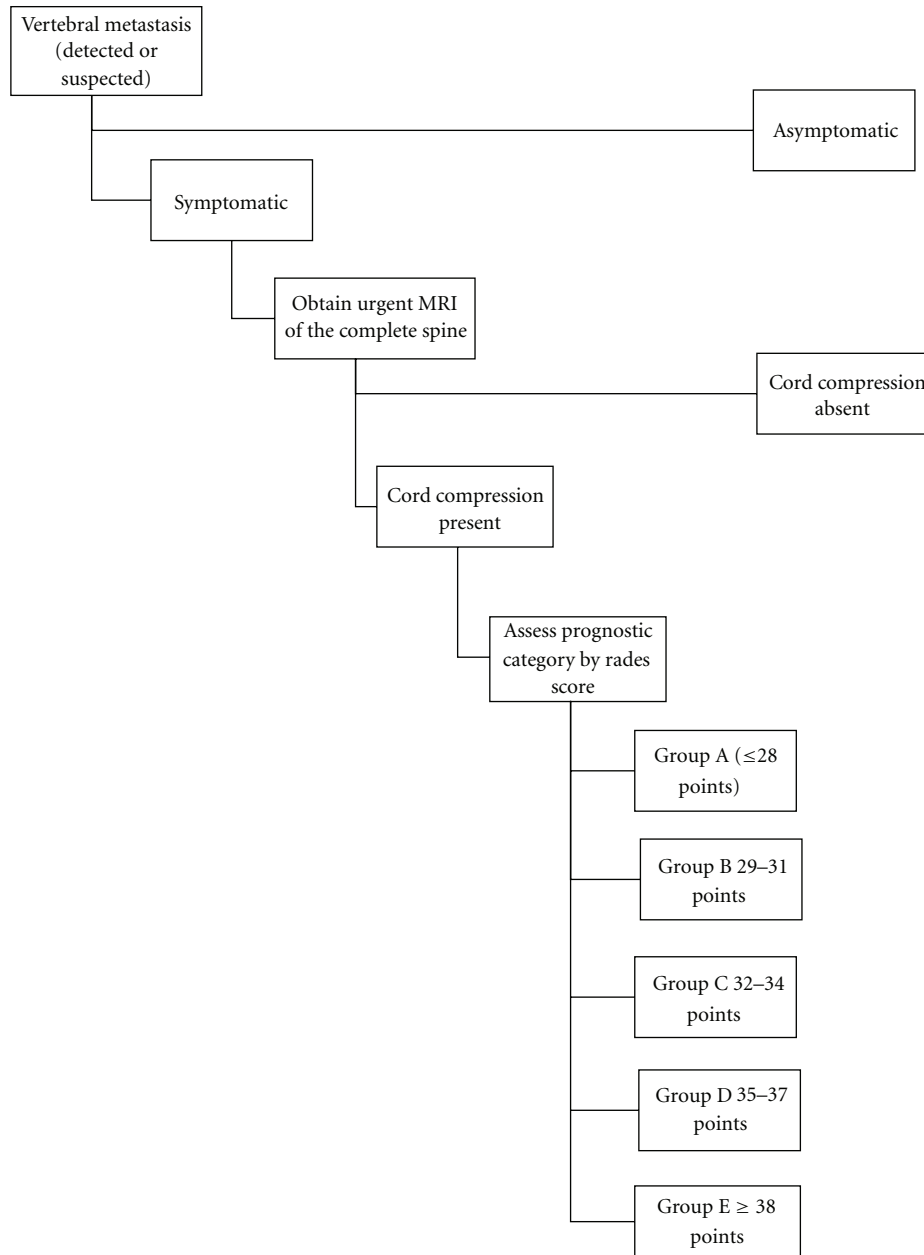 Vertebral metastasis
(detected or
suspected)
Asymptomatic
Symptomatic
Obtain urgent MRI
of the complete spine
Cord compression
absent
Cord compression
present
Assess prognostic
category by rades
score
Group A (≤28
points)
Group B 29–31
points
Group C 32–34
points
Group D 35–37
points
Group E ≥ 38
points